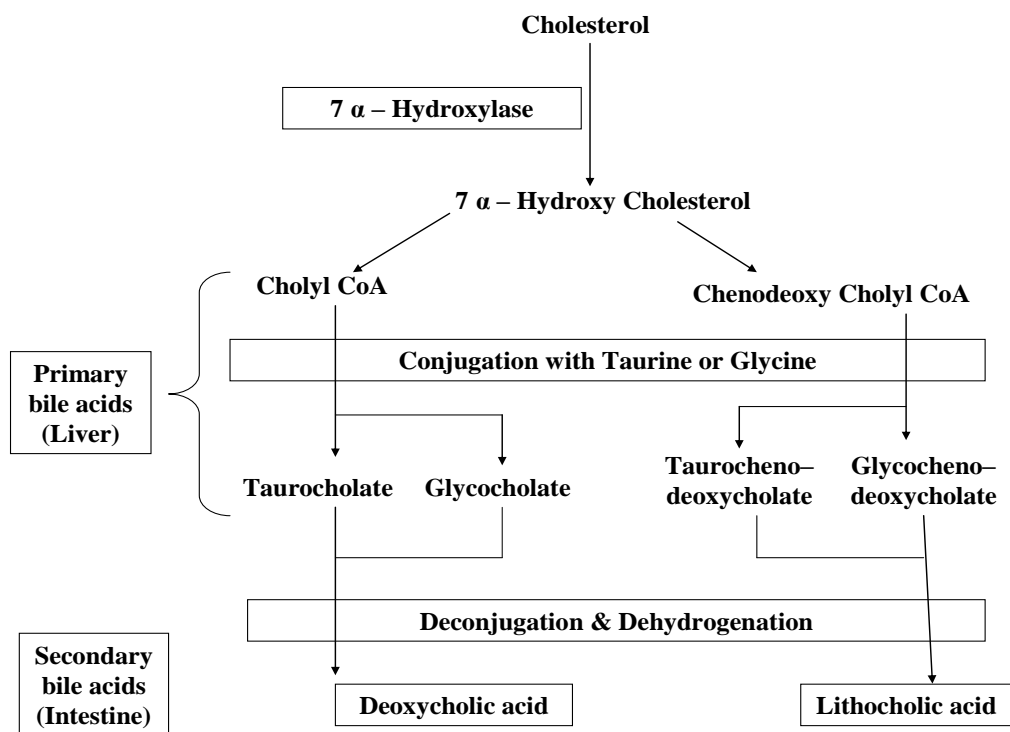 Cholesterol
7 α – Hydroxylase
7 α – Hydroxy Cholesterol
Cholyl CoA
Chenodeoxy Cholyl CoA
Conjugation with Taurine or Glycine
Primary
bile acids
(Liver)
Taurocholate
Glycocholate
Taurocheno–
deoxycholate
Glycocheno–
deoxycholate
Deconjugation & Dehydrogenation
Secondary
bile acids
(Intestine)
Deoxycholic acid
Lithocholic acid